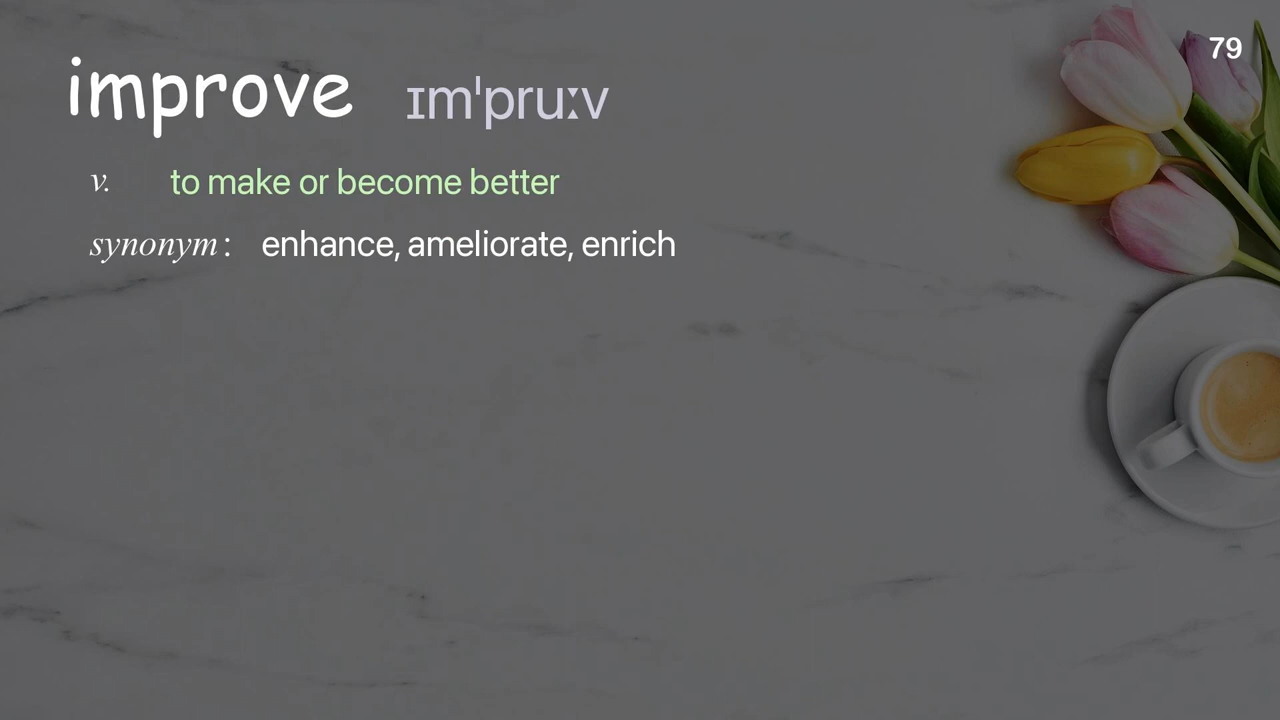 79
improve ɪmˈpruːv
v. to make or become better
synonym: enhance, ameliorate, enrich